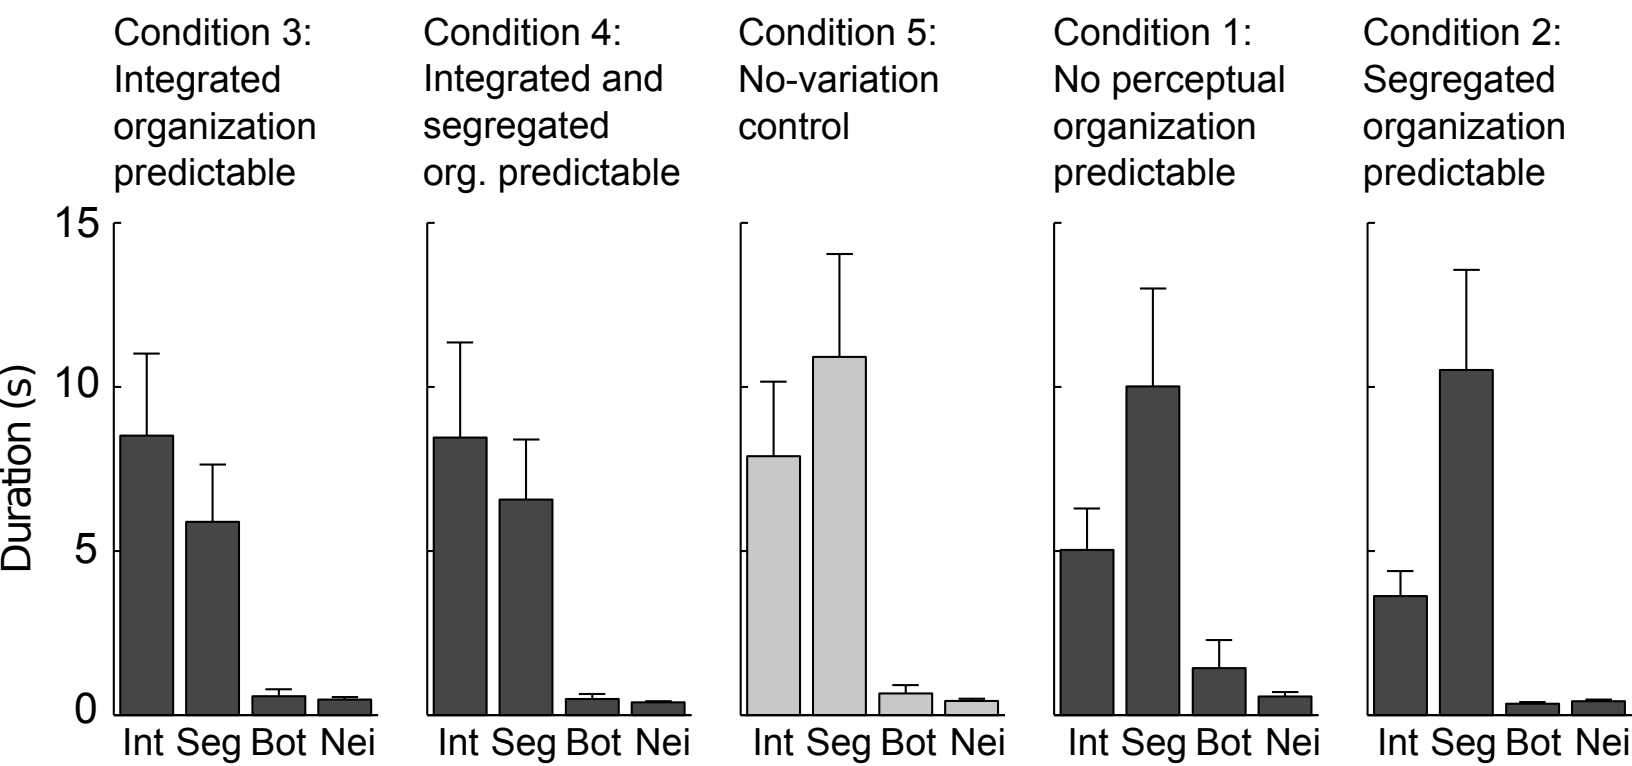 Condition 3:
Integrated
organization
predictable
Condition 4:
Integrated and
segregated
org. predictable
Condition 5:
No-variation
control
Condition 1:
No perceptual
organization
predictable
Condition 2:
Segregated
organization
predictable
Duration (s)
15
10
5
0
Int Seg Bot Nei
Int Seg Bot Nei
Int Seg Bot Nei
Int Seg Bot Nei
Int Seg Bot Nei